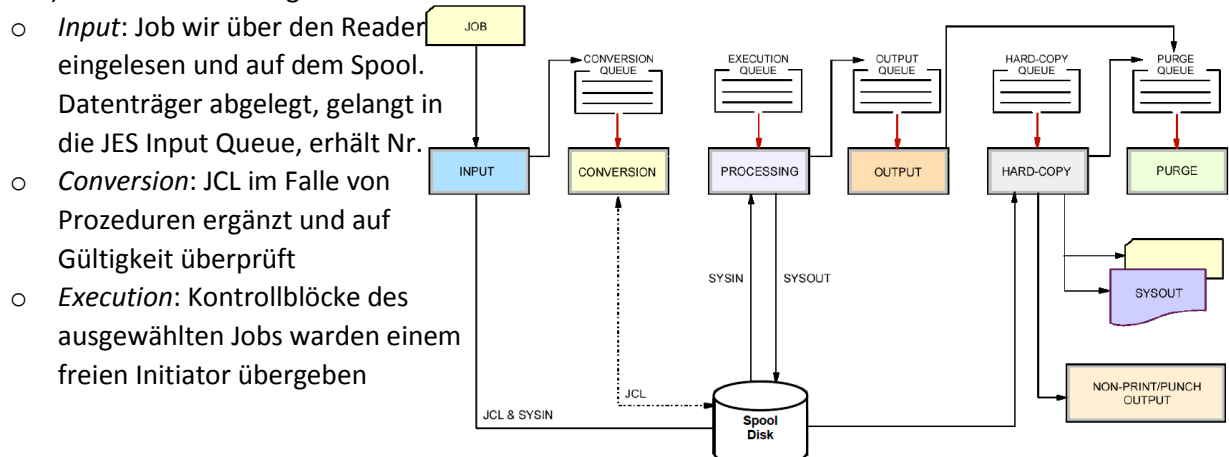 ○ Input: Job wir über den Reader
eingelesen und auf dem Spool.
Datenträger abgelegt, gelangt in
die JES Input Queue, erhält Nr.
○ Conversion: JCL im Falle von
Prozeduren ergänzt und auf
Gültigkeit überprüft
○ Execution: Kontrollblöcke des
ausgewählten Jobs warden einem
freien Initiator übergeben
JOB
CONVERSION
QUEUE
EXECUTION
QUEUE
OUTPUT
QUEUE
HARD-COPY
QUEUE
PURGE
QUEUE
INPUT
CONVERSION
PROCESSING
OUTPUT
HARD-COPY
PURGE
SYSIN
SYSOUT
SYSOUT
NON-PRINT/PUNCH
OUTPUT
JCL
JCL & SYSIN
Spool
Disk